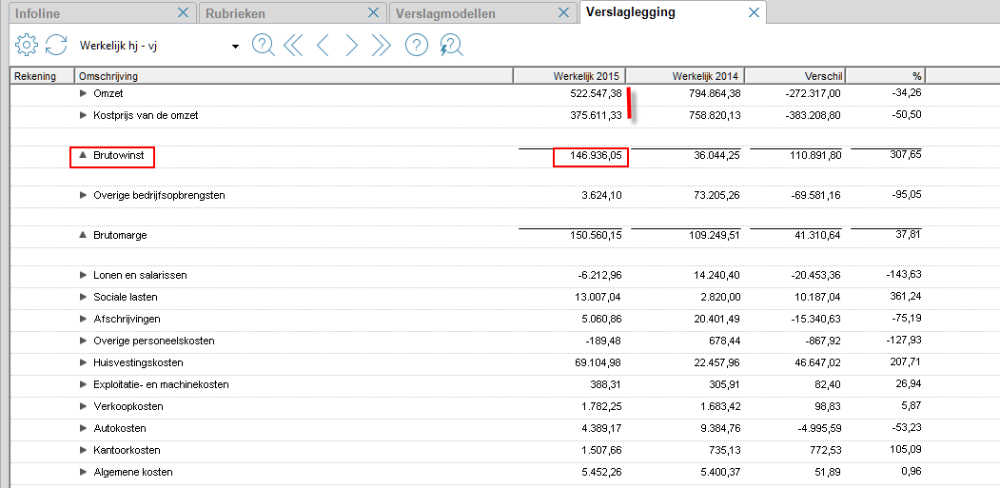 Infoline Rubrieken Verslagmodellen Verslaglegging
Werkelijk hj - vj
Rekening Omschrijving Werkelijk 2015 Werkelijk 2014 Verschil %
Omzet 522.547,38 794.864,38 -272.317,00 -34,26
Kostprijs van de omzet 375.611,33 758.820,13 -383.208,80 -50,50
Brutowinst 146.936,05 36.044,25 110.891,80 307,65
Overige bedrijfsopbrengsten 3.624,10 73.205,26 -69.581,16 -95,05
Brutomarge 150.560,15 109.249,51 41.310,64 37,81
Lonen en salarissen -6.212,96 14.240,40 -20.453,36 -143,63
Sociale lasten 13.007,04 2.820,00 10.187,04 361,24
Afschrijvingen 5.060,86 20.401,49 -15.340,63 -75,19
Overige personeelskosten -189,48 678,44 -867,92 -127,93
Huisvestingskosten 69.104,98 22.457,96 46.647,02 207,71
Exploitatie- en machinekosten 388,31 305,91 82,40 26,94
Verkoopkosten 1.782,25 1.683,42 98,83 5,87
Autokosten 4.389,17 9.384,76 -4.995,59 -53,23
Kantoorkosten 1.507,66 735,13 772,53 105,09
Algemene kosten 5.452,26 5.400,37 51,89 0,96